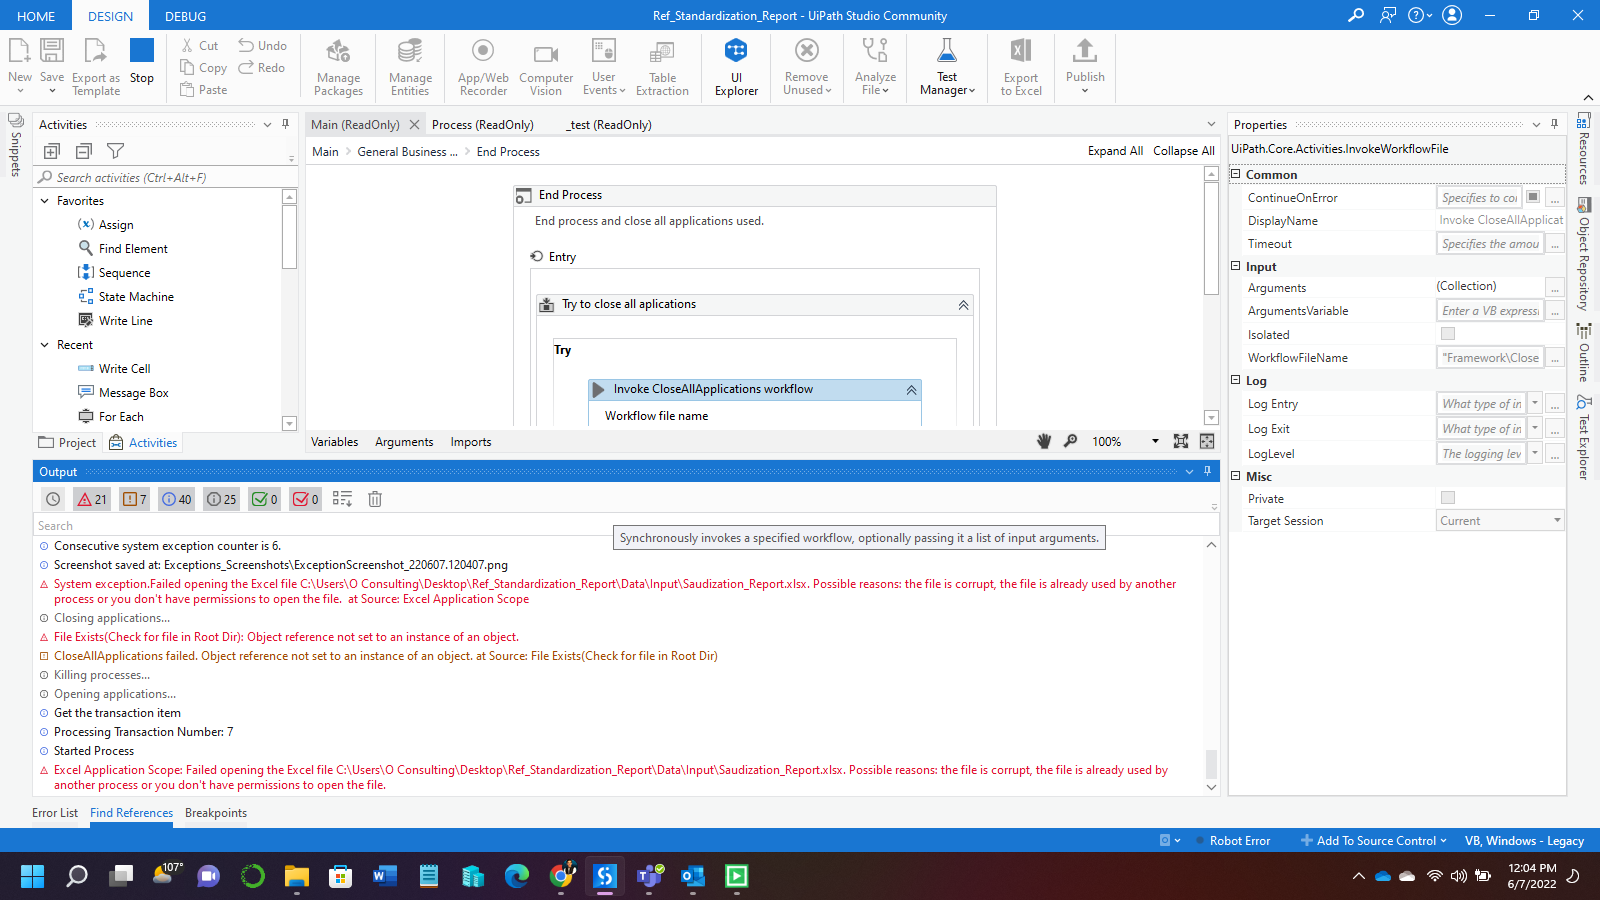 HOME DESIGN DEBUG Ref_Standardization_Report - UiPath Studio Community
New Save Export as Template Stop
Cut Copy Paste Undo Redo
Manage Packages
Manage Entities
App/Web Recorder
Computer Vision
User Events
Table Extraction
UI Explorer
Remove Unused
Analyze File
Test Manager
Export to Excel
Publish
Snippets
Activities
Search activities (Ctrl+Alt+F)
Favorites
Assign
Find Element
Sequence
State Machine
Write Line
Recent
Write Cell
Message Box
For Each
Project Activities
Main (ReadOnly) Process (ReadOnly) _test (ReadOnly)
Main > General Business ... > End Process Expand All Collapse All
End Process
End process and close all applications used.
Entry
Try to close all aplications
Try
Invoke CloseAllApplications workflow
Workflow file name
Variables Arguments Imports 100%
Properties
UiPath.Core.Activities.InvokeWorkflowFile
Common
ContinueOnError Specifies to cor ...
DisplayName Invoke CloseAllApplicat
Timeout Specifies the amou ...
Input
Arguments (Collection) ...
ArgumentsVariable Enter a VB expressi ...
Isolated
WorkflowFileName "Framework\Close ...
Log
Log Entry What type of in ...
Log Exit What type of in ...
LogLevel The logging lev ...
Misc
Private
Target Session Current
Resources
Object Repository
Outline
Test Explorer
Output
21 7 40 25 0 0
Search
Synchronously invokes a specified workflow, optionally passing it a list of input arguments.
Consecutive system exception counter is 6.
Screenshot saved at: Exceptions_Screenshots\ExceptionScreenshot_220607.120407.png
System exception.Failed opening the Excel file C:\Users\O Consulting\Desktop\Ref_Standardization_Report\Data\Input\Saudization_Report.xlsx. Possible reasons: the file is corrupt, the file is already used by another
process or you don't have permissions to open the file.  at Source: Excel Application Scope
Closing applications...
File Exists(Check for file in Root Dir): Object reference not set to an instance of an object.
CloseAllApplications failed. Object reference not set to an instance of an object. at Source: File Exists(Check for file in Root Dir)
Killing processes...
Opening applications...
Get the transaction item
Processing Transaction Number: 7
Started Process
Excel Application Scope: Failed opening the Excel file C:\Users\O Consulting\Desktop\Ref_Standardization_Report\Data\Input\Saudization_Report.xlsx. Possible reasons: the file is corrupt, the file is already used by
another process or you don't have permissions to open the file.
Error List Find References Breakpoints
Robot Error Add To Source Control VB, Windows - Legacy
107°
12:04 PM
6/7/2022